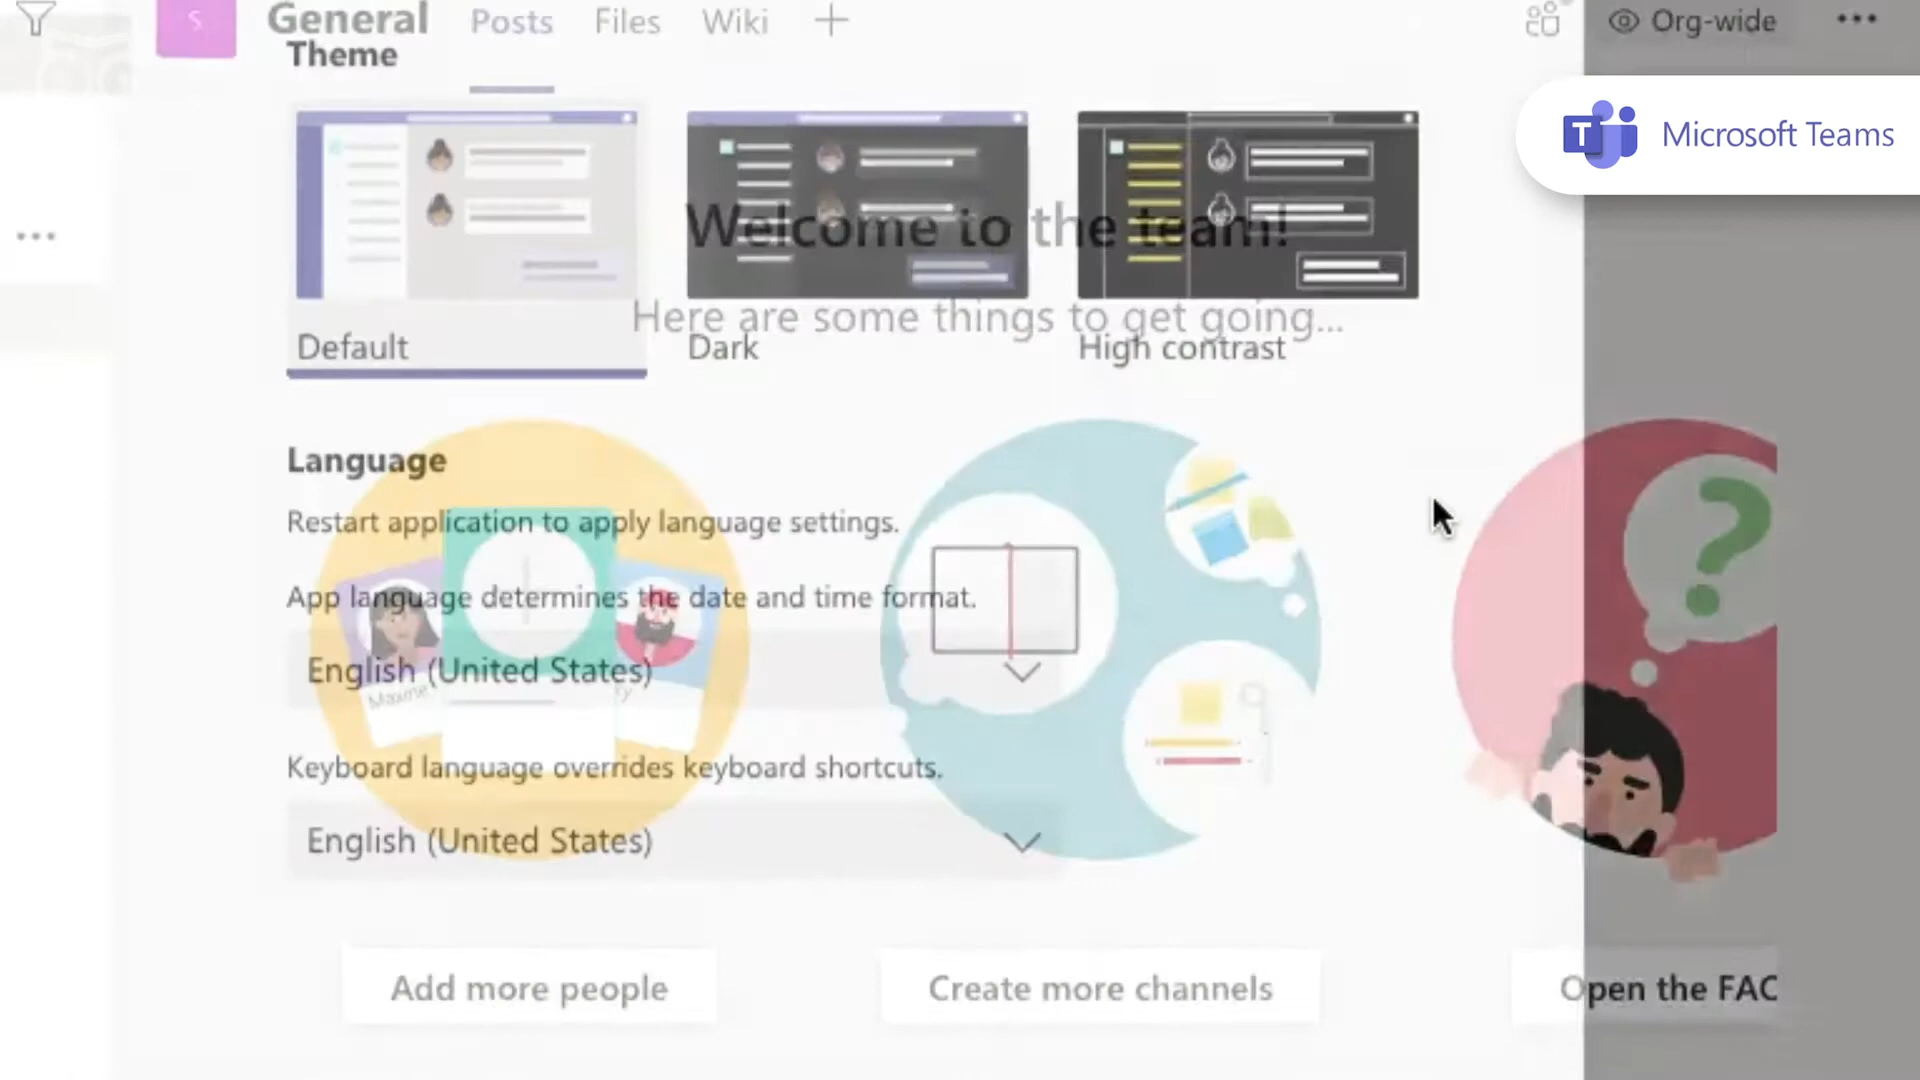 S
General Posts Files Wiki
Org-wide
Theme
T Microsoft Teams
Welcome to the team!
Here are some things to get going...
Default Dark High contrast
Language
Restart application to apply language settings.
App language determines the date and time format.
English (United States)
Maxine
Keyboard language overrides keyboard shortcuts.
English (United States)
Add more people Create more channels Open the FAC